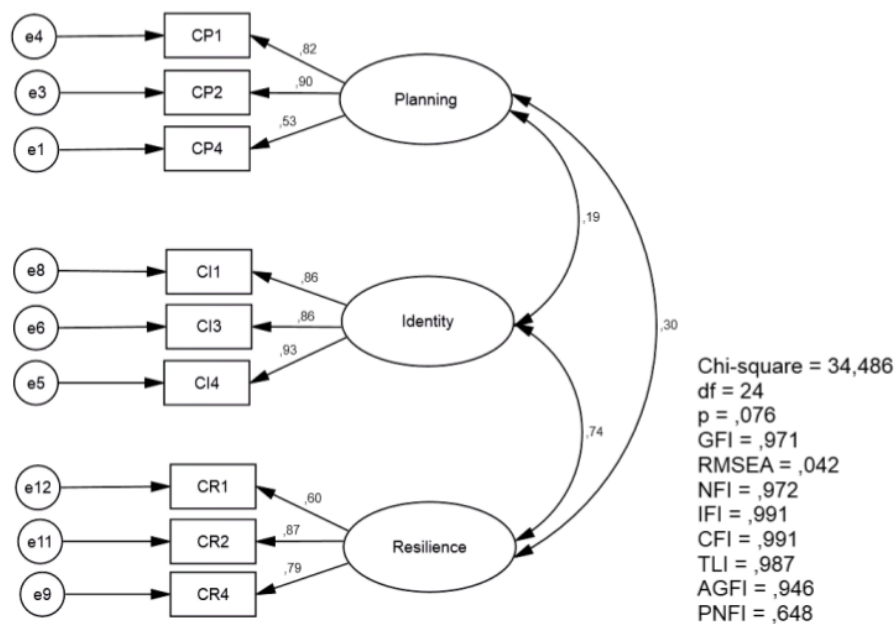 e4
CP1
,82
e3
CP2
,90
Planning
e1
CP4
,53
,19
e8
CI1
,86
e6
CI3
,86
Identity
,30
e5
CI4
,93
,74
e12
CR1
,60
e11
CR2
,87
Resilience
e9
CR4
,79
Chi-square = 34,486
df = 24
p = ,076
GFI = ,971
RMSEA = ,042
NFI = ,972
IFI = ,991
CFI = ,991
TLI = ,987
AGFI = ,946
PNFI = ,648